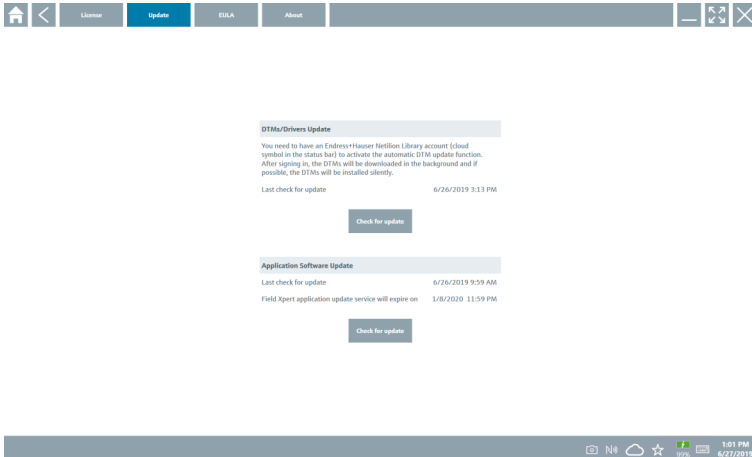 License
Update
EULA
About
DTMs/Drivers Update
You need to have an Endress+Hauser Netilion Library account (cloud
symbol in the status bar) to activate the automatic DTM update function.
After signing in, the DTMs will be downloaded in the background and if
possible, the DTMs will be installed silently.
Last check for update 6/26/2019 3:13 PM
Check for update
Application Software Update
Last check for update 6/26/2019 9:59 AM
Field Xpert application update service will expire on 1/8/2020 11:59 PM
Check for update
99%
1:01 PM
6/27/2019